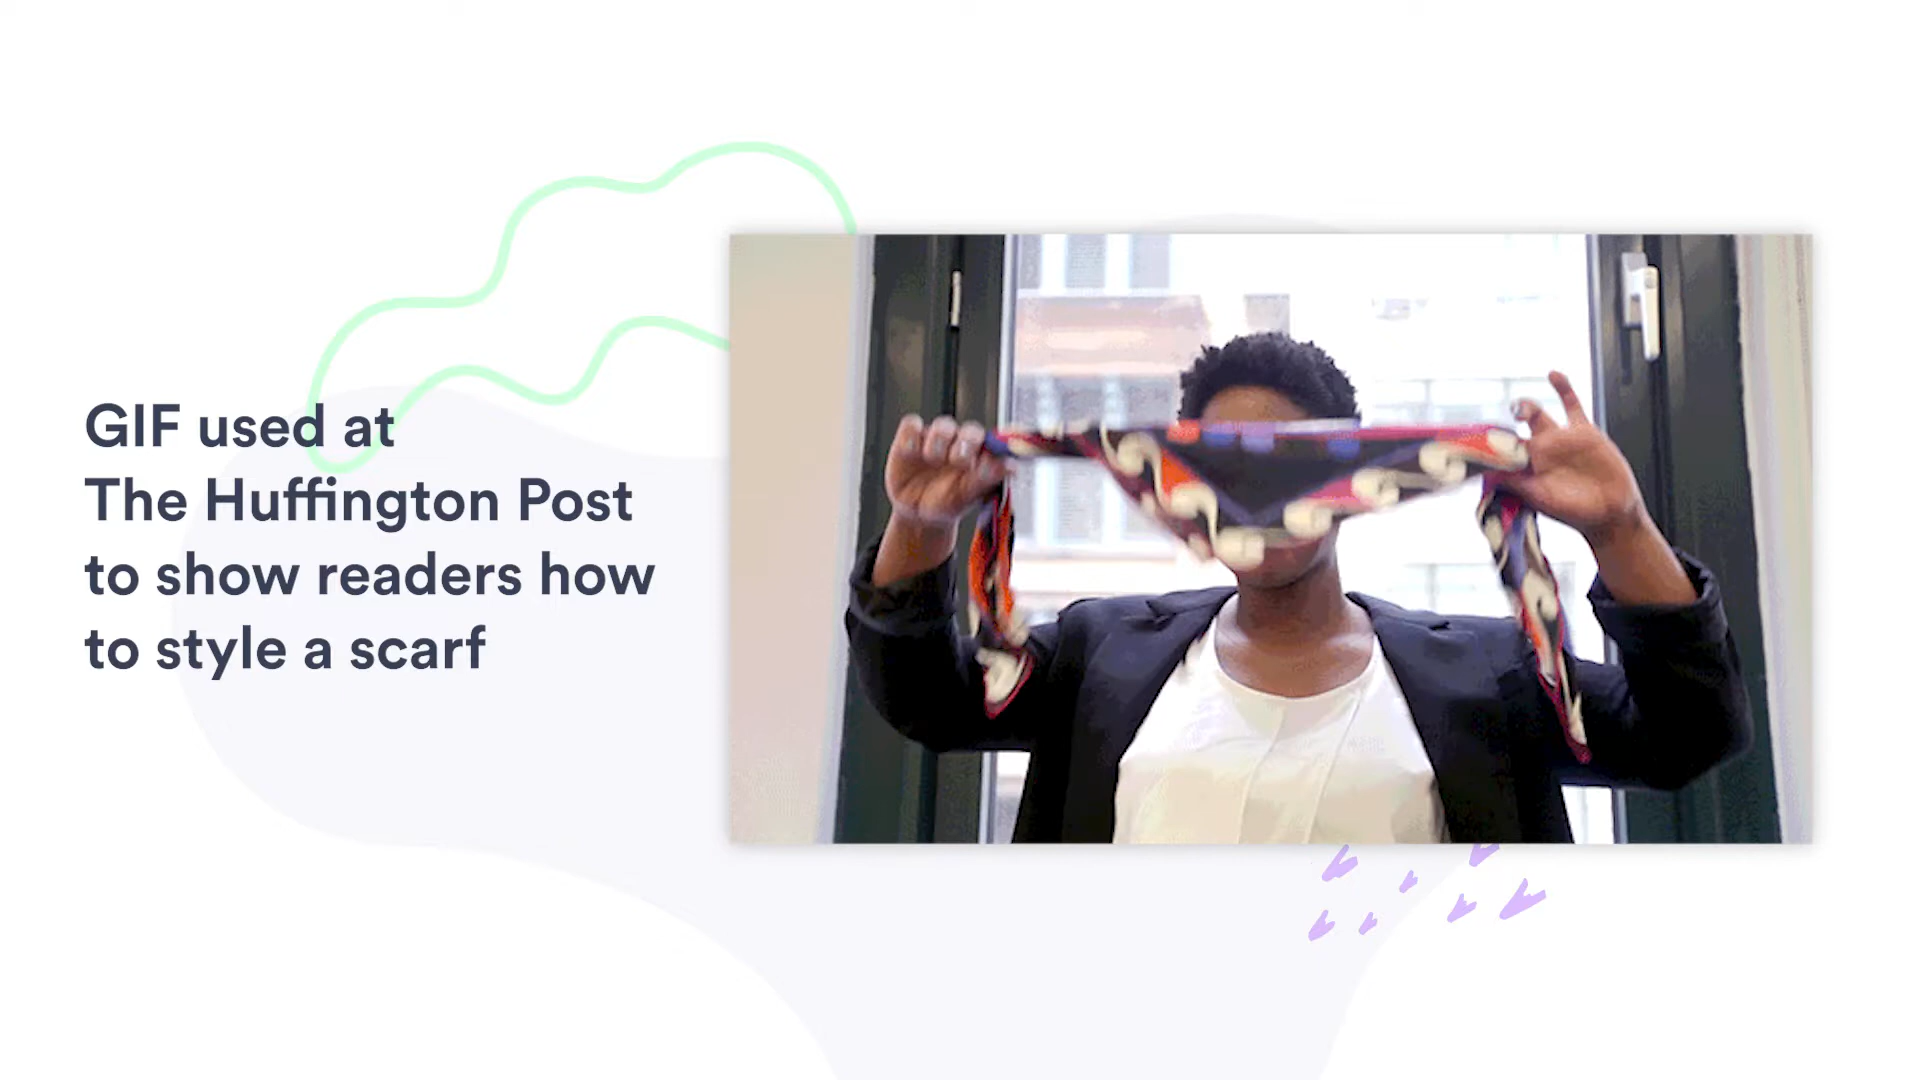 GIF used at
The Huffington Post
to show readers how
to style a scarf